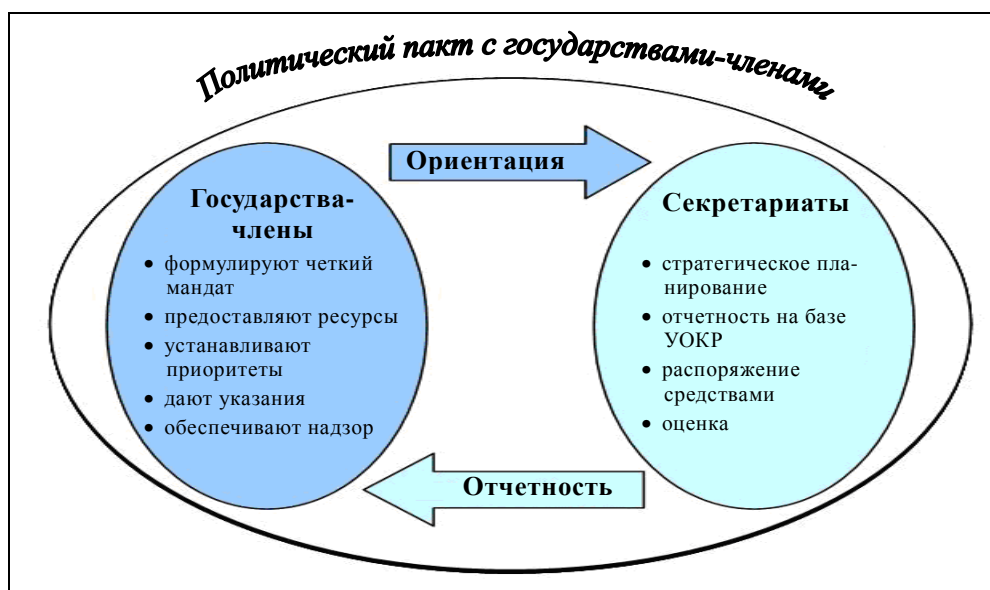 Политический пакт с государствами-членами
Ориентация
Государства-
члены
• формулируют четкий
мандат
• предоставляют ресурсы
• устанавливают
приоритеты
• дают указания
• обеспечивают надзор
Секретариаты
• стратегическое пла-
нирование
• отчетность на базе
УОКР
• распоряжение
средствами
• оценка
Отчетность